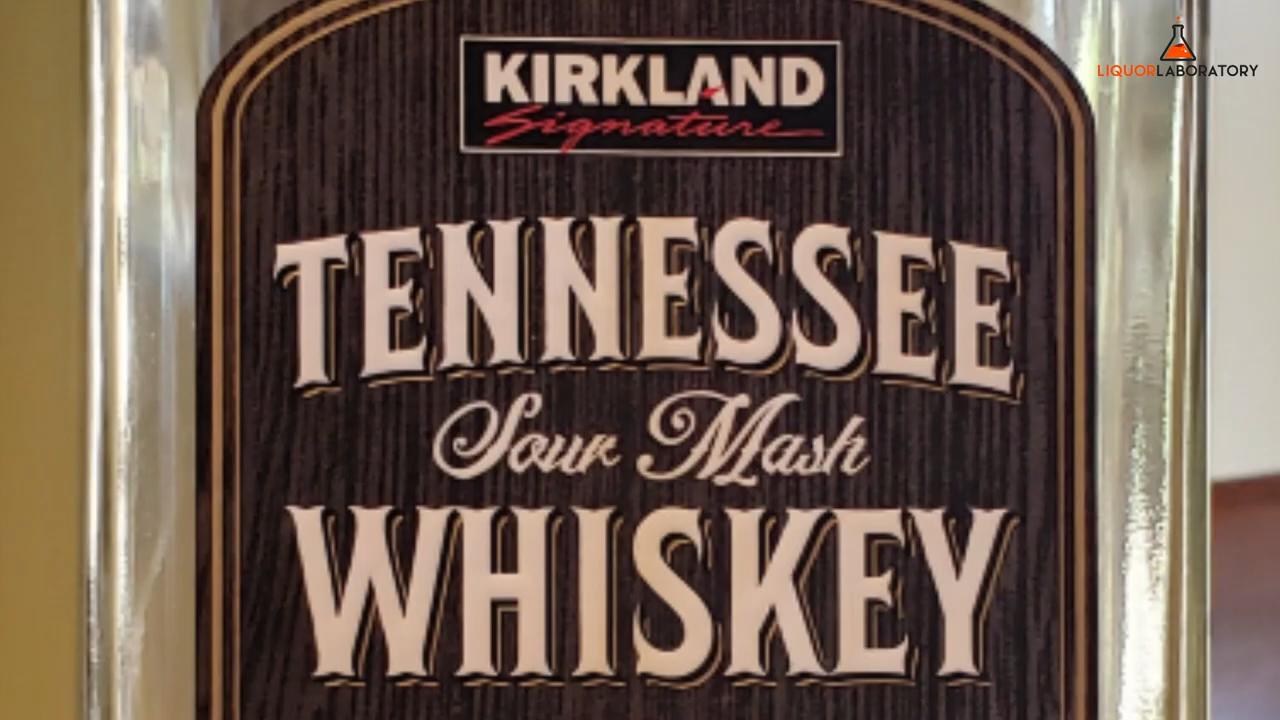 LIQUORLABORATORY
KIRKLAND
Signature
TENNESSEE
Sour Mash
WHISKEY